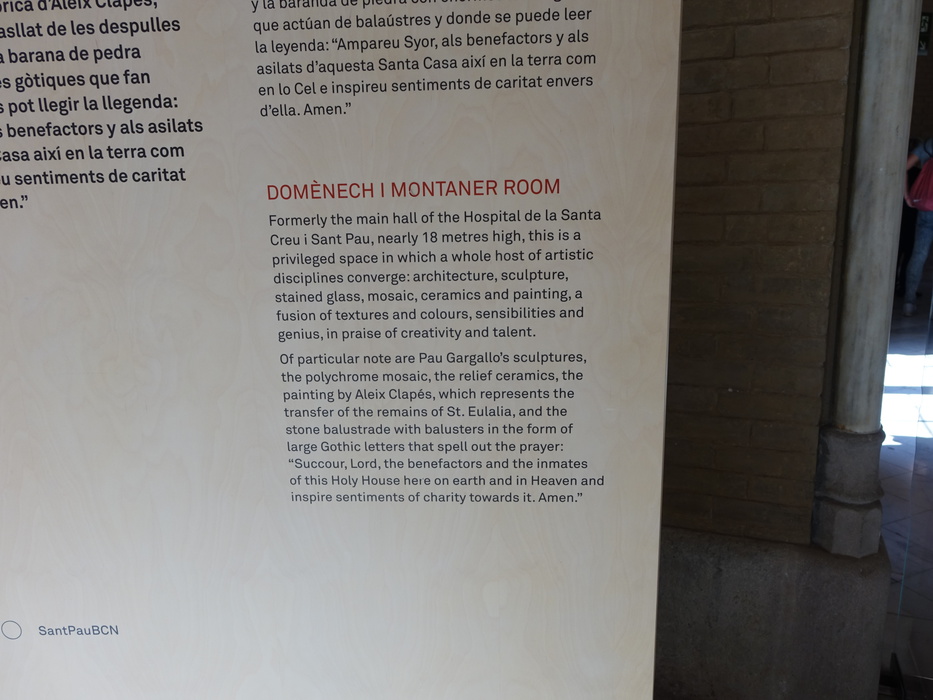 d'Aleix Clapés,
de les despulles
barana de pedra
gòtiques que fan
pot llegir la llegenda:
benefactors y als asilats
així en la terra com
sentiments de caritat
que actúan de balaústres y donde se puede leer
la leyenda: “Ampareu Syor, als benefactors y als
asilats d'aquesta Santa Casa així en la terra com
en lo Cel e inspireu sentiments de caritat envers
d'ella. Amen.”
DOMÈNECH I MONTANER ROOM
Formerly the main hall of the Hospital de la Santa
Creu i Sant Pau, nearly 18 metres high, this is a
privileged space in which a whole host of artistic
disciplines converge: architecture, sculpture,
stained glass, mosaic, ceramics and painting, a
fusion of textures and colours, sensibilities and
genius, in praise of creativity and talent.
Of particular note are Pau Gargallo's sculptures,
the polychrome mosaic, the relief ceramics, the
painting by Aleix Clapés, which represents the
transfer of the remains of St. Eulalia, and the
stone balustrade with balusters in the form of
large Gothic letters that spell out the prayer:
“Succour, Lord, the benefactors and the inmates
of this Holy House here on earth and in Heaven and
inspire sentiments of charity towards it. Amen.”
SantPauBCN